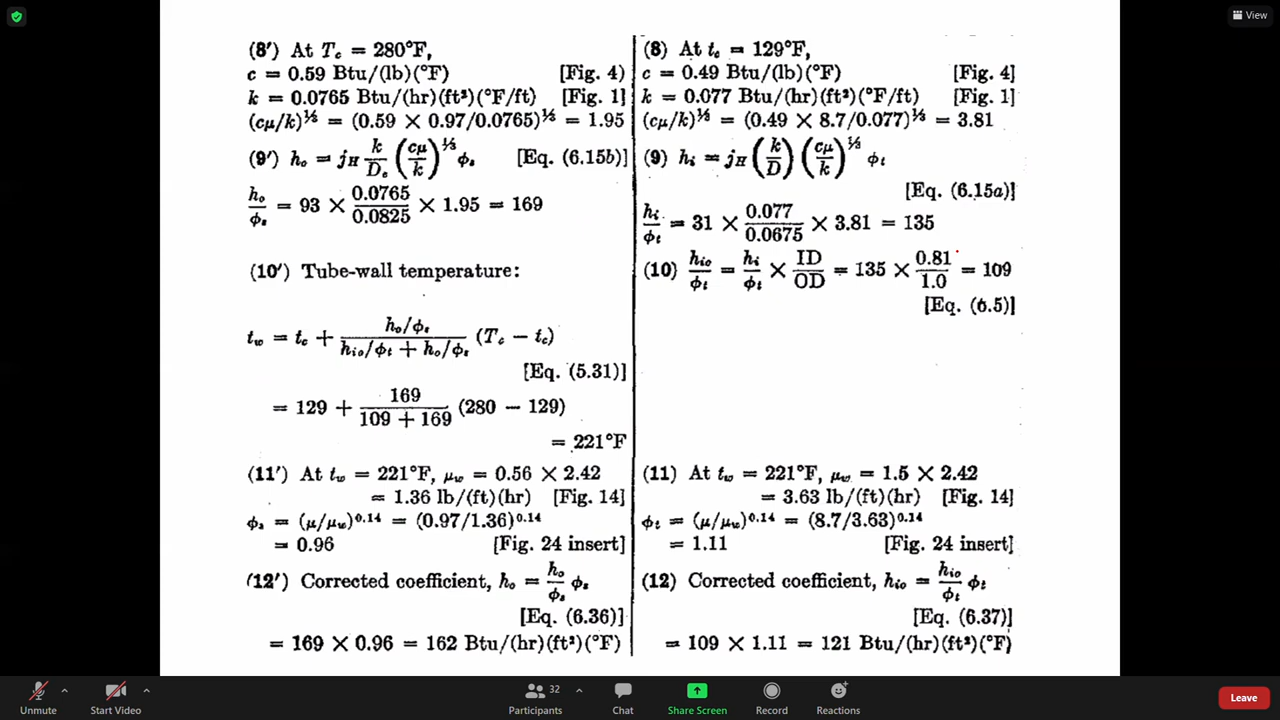 View
(8′) At T_c = 280°F,
c = 0.59 Btu/(lb)(°F) [Fig. 4)
k = 0.0765 Btu/(hr)(ft²)(°F/ft) [Fig. 1]
(cμ/k)^⅓ = (0.59 × 0.97/0.0765)^⅓ = 1.95
(9′) h_o = j_H k/D_e (cμ/k)^⅓ φ_s [Eq. (6.15b)]
h_o/φ_s = 93 × 0.0765/0.0825 × 1.95 = 169
(10′) Tube-wall temperature:
t_w = t_c + (h_o/φ_s)/(h_io/φ_t + h_o/φ_s) (T_c − t_c)
[Eq. (5.31)]
= 129 + 169/(109 + 169) (280 − 129)
= 221°F
(11′) At t_w = 221°F, μ_w = 0.56 × 2.42
= 1.36 lb/(ft)(hr) [Fig. 14]
φ_s = (μ/μ_w)^0.14 = (0.97/1.36)^0.14
= 0.96 [Fig. 24 insert]
(12′) Corrected coefficient, h_o = h_o/φ_s φ_s
[Eq. (6.36)]
= 169 × 0.96 = 162 Btu/(hr)(ft²)(°F)
(8) At t_c = 129°F,
c = 0.49 Btu/(lb)(°F) [Fig. 4]
k = 0.077 Btu/(hr)(ft²)(°F/ft) [Fig. 1]
(cμ/k)^⅓ = (0.49 × 8.7/0.077)^⅓ = 3.81
(9) h_i = j_H (k/D) (cμ/k)^⅓ φ_t
[Eq. (6.15a)]
h_i/φ_t = 31 × 0.077/0.0675 × 3.81 = 135
(10) h_io/φ_t = h_i/φ_t × ID/OD = 135 × 0.81/1.0 = 109
[Eq. (6.5)]
(11) At t_w = 221°F, μ_w = 1.5 × 2.42
= 3.63 lb/(ft)(hr) [Fig. 14]
φ_t = (μ/μ_w)^0.14 = (8.7/3.63)^0.14
= 1.11 [Fig. 24 insert]
(12) Corrected coefficient, h_io = h_io/φ_t φ_t
[Eq. (6.37)]
= 109 × 1.11 = 121 Btu/(hr)(ft²)(°F)
Unmute Start Video Participants 32 Chat Share Screen Record Reactions Leave